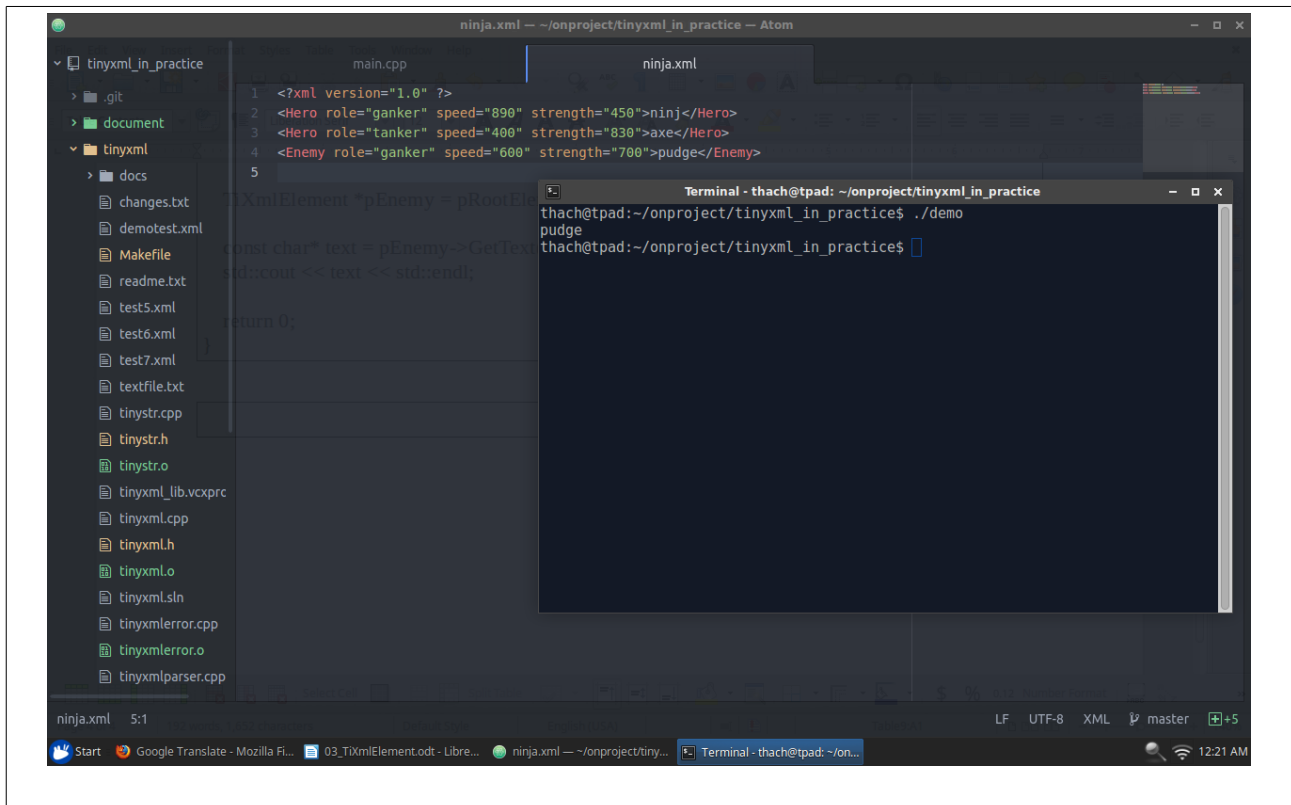 ninja.xml — ~/onproject/tinyxml_in_practice — Atom
tinyxml_in_practice
main.cpp
ninja.xml
.git
document
tinyxml
docs
changes.txt
demotest.xml
Makefile
readme.txt
test5.xml
test6.xml
test7.xml
textfile.txt
tinystr.cpp
tinystr.h
tinystr.o
tinyxml_lib.vcxprc
tinyxml.cpp
tinyxml.h
tinyxml.o
tinyxml.sln
tinyxmlerror.cpp
tinyxmlerror.o
tinyxmlparser.cpp
1 <?xml version="1.0" ?>
2 <Hero role="ganker" speed="890" strength="450">ninj</Hero>
3 <Hero role="tanker" speed="400" strength="830">axe</Hero>
4 <Enemy role="ganker" speed="600" strength="700">pudge</Enemy>
5
TiXmlElement *pEnemy = pRootEle
const char* text = pEnemy->GetText
std::cout << text << std::endl;
return 0;
}
Terminal - thach@tpad: ~/onproject/tinyxml_in_practice
thach@tpad:~/onproject/tinyxml_in_practice$ ./demo
pudge
thach@tpad:~/onproject/tinyxml_in_practice$
ninja.xml 5:1
LF UTF-8 XML master +5
Start Google Translate - Mozilla Fi... 03_TiXmlElement.odt - Libre... ninja.xml — ~/onproject/tiny... Terminal - thach@tpad: ~/on... 12:21 AM